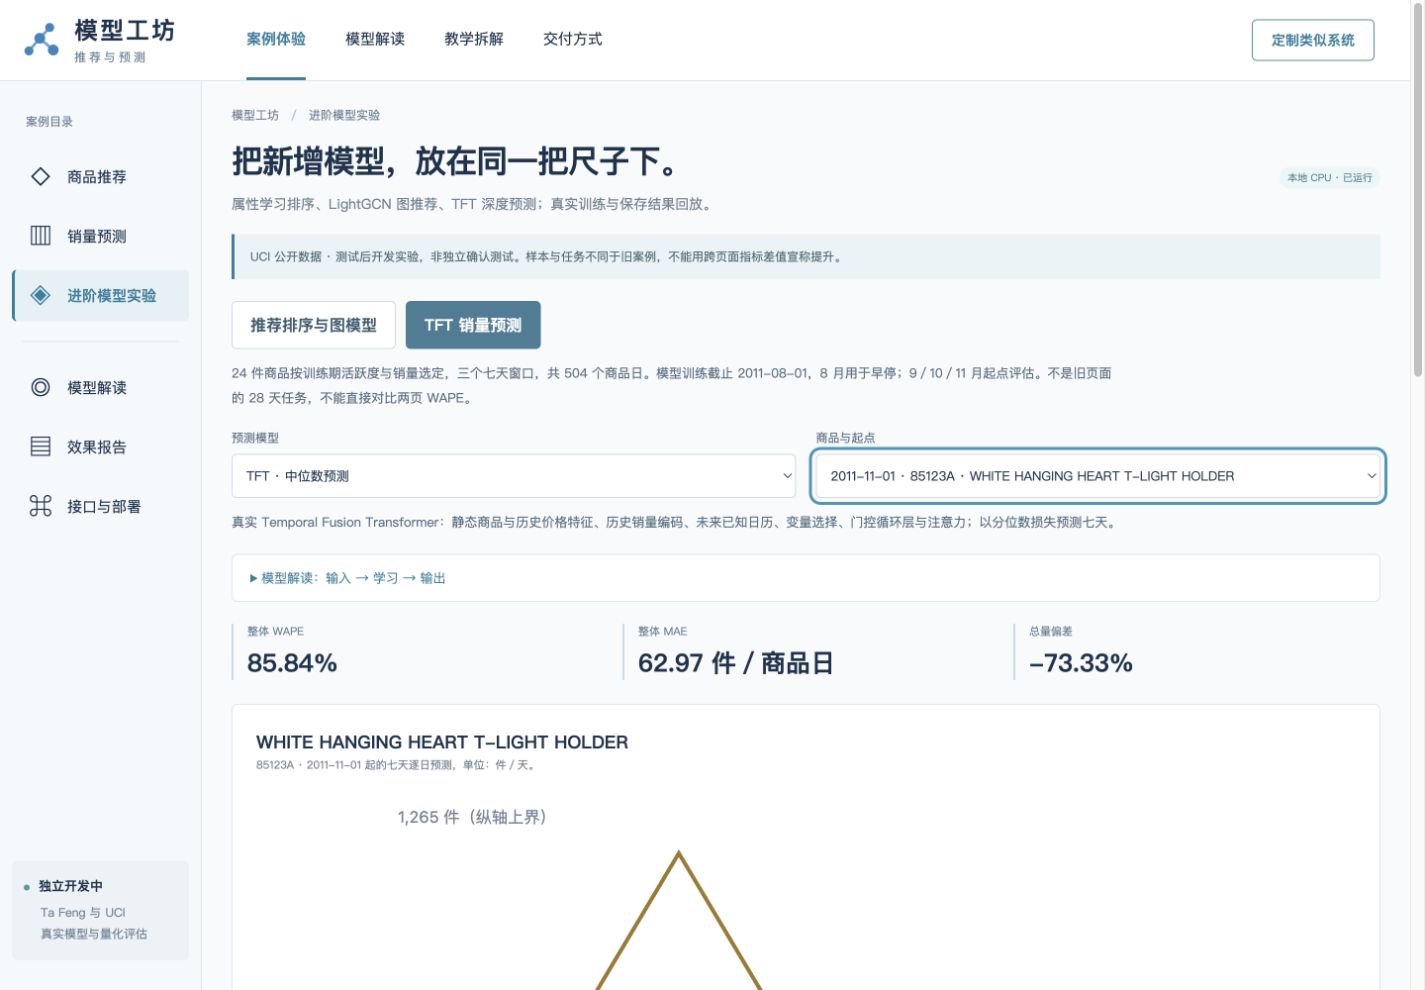 模型工坊
推荐与预测
案例体验
模型解读
教学拆解
交付方式
定制类似系统
案例目录
商品推荐
销量预测
进阶模型实验
模型解读
效果报告
接口与部署
独立开发中
Ta Feng 与 UCI
真实模型与量化评估
模型工坊 / 进阶模型实验
把新增模型，放在同一把尺子下。
本地 CPU · 已运行
属性学习排序、LightGCN 图推荐、TFT 深度预测；真实训练与保存结果回放。
UCI 公开数据 · 测试后开发实验，非独立确认测试。样本与任务不同于旧案例，不能用跨页面指标差值宣称提升。
推荐排序与图模型
TFT 销量预测
24 件商品按训练期活跃度与销量选定，三个七天窗口，共 504 个商品日。模型训练截止 2011-08-01，8 月用于早停；9 / 10 / 11 月起点评估。不是旧页面
的 28 天任务，不能直接对比两页 WAPE。
预测模型
TFT · 中位数预测
商品与起点
2011-11-01 · 85123A · WHITE HANGING HEART T-LIGHT HOLDER
真实 Temporal Fusion Transformer：静态商品与历史价格特征、历史销量编码、未来已知日历、变量选择、门控循环层与注意力；以分位数损失预测七天。
▶ 模型解读：输入 → 学习 → 输出
整体 WAPE
85.84%
整体 MAE
62.97 件 / 商品日
总量偏差
-73.33%
WHITE HANGING HEART T-LIGHT HOLDER
85123A · 2011-11-01 起的七天逐日预测，单位：件 / 天。
1,265 件（纵轴上界）